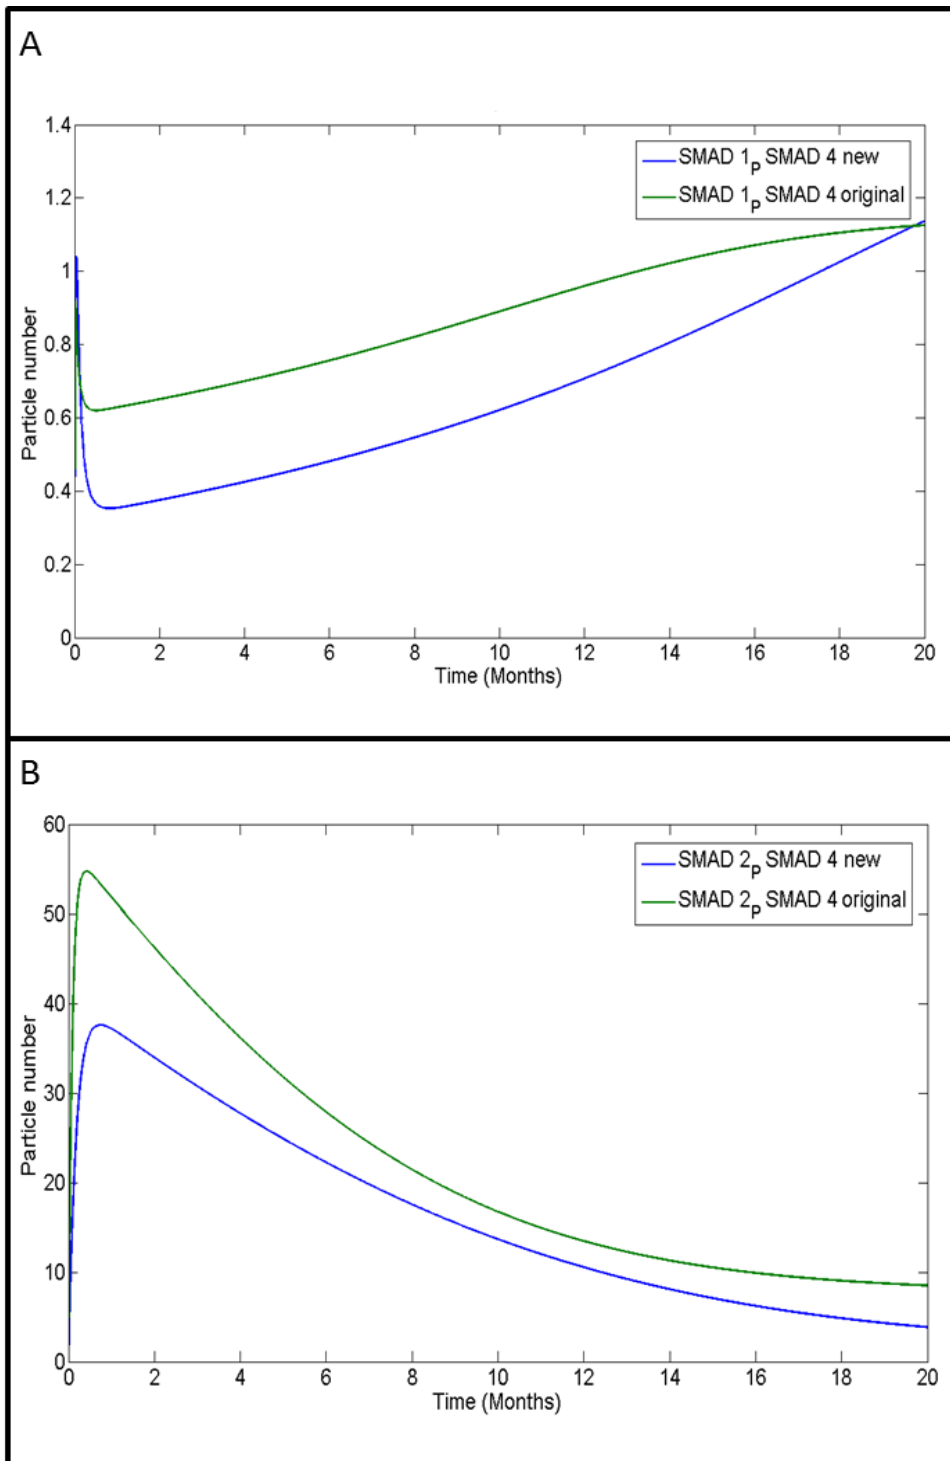 A
1.4
1.2
1
0.8
0.6
0.4
0.2
0
Particle number
SMAD 1P SMAD 4 new
SMAD 1P SMAD 4 original
0 2 4 6 8 10 12 14 16 18 20
Time (Months)
B
60
50
40
30
20
10
0
Particle number
SMAD 2P SMAD 4 new
SMAD 2P SMAD 4 original
0 2 4 6 8 10 12 14 16 18 20
Time (Months)